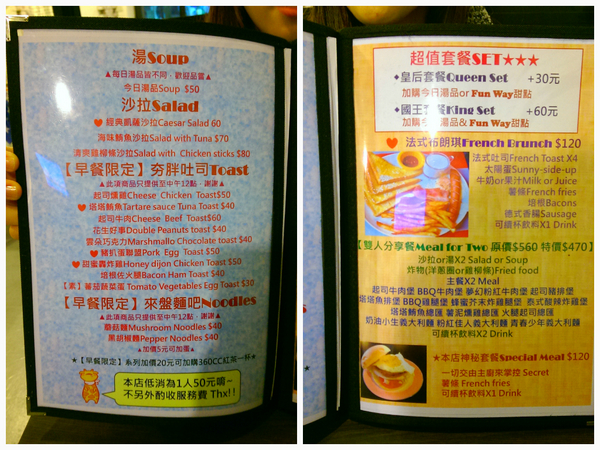 湯Soup
▲每日湯品皆不同，歡迎品嘗▲
今日湯品Soup $50
沙拉Salad
經典凱薩沙拉Caesar Salad 60
海味鮪魚沙拉Salad with Tuna $70
清爽雞柳條沙拉Salad with Chicken sticks $80
【早餐限定】夯胖吐司Toast
▲此項商品只提供至中午12點，謝謝▲
起司燻雞Cheese Chicken Toast$50
塔塔鮪魚Tartare sauce Tuna Toast $40
起司牛肉Cheese Beef Toast$60
花生好事Double Peanuts toast $40
雲朵巧克力Marshmallo Chocolate toast $40
豬扒蛋聯盟Pork Egg Toast $50
甜蜜轟炸雞Honey dijon Chicken Toast $50
培根佐火腿Bacon Ham Toast $40
【素】蕃茄蔬菜蛋 Tomato Vegetables Egg Toast $30
【早餐限定】來盤麵吧Noodles
▲此項商品只提供至中午12點，謝謝▲
蘑菇麵Mushroom Noodles $40
黑胡椒麵Pepper Noodles $40
▲加價5元可加蛋▲
★【早餐限定】系列加價20元可加購360CC紅茶一杯★
本店低消為1人50元唷~
不另外酌收服務費 Thx!!
超值套餐SET★★★
◆皇后套餐Queen Set +30元
加購今日湯品or Fun Way甜點
◆國王套餐King Set +60元
加購今日湯品& Fun Way甜點
法式布朗琪French Brunch $120
法式吐司French Toast X4
太陽蛋Sunny-side-up
牛奶or果汁Milk or Juice
薯條French fries
培根Bacons
德式香腸Sausage
可續杯飲料X1 Drink
【雙人分享餐Meal for Two 原價$560 特價$470】
沙拉or湯X2 Salad or Soup
炸物(洋蔥圈or雞柳條)Fried food
主餐X2 Meal
起司牛肉堡 BBQ牛肉堡 夢幻粉紅牛肉堡 起司豬排堡
塔塔魚排堡 BBQ雞腿堡 蜂蜜芥末炸雞腿堡 泰式酸辣炸雞堡
塔塔鮪魚總匯 薯泥燻雞總匯 火腿起司總匯
奶油小生義大利麵 粉紅佳人義大利麵 青春少年義大利麵
可續杯飲料X2 Drink
★本店神秘套餐Special Meal $120
一切交由主廚來掌控 Secret
薯條 French fries
可續杯飲料X1 Drink